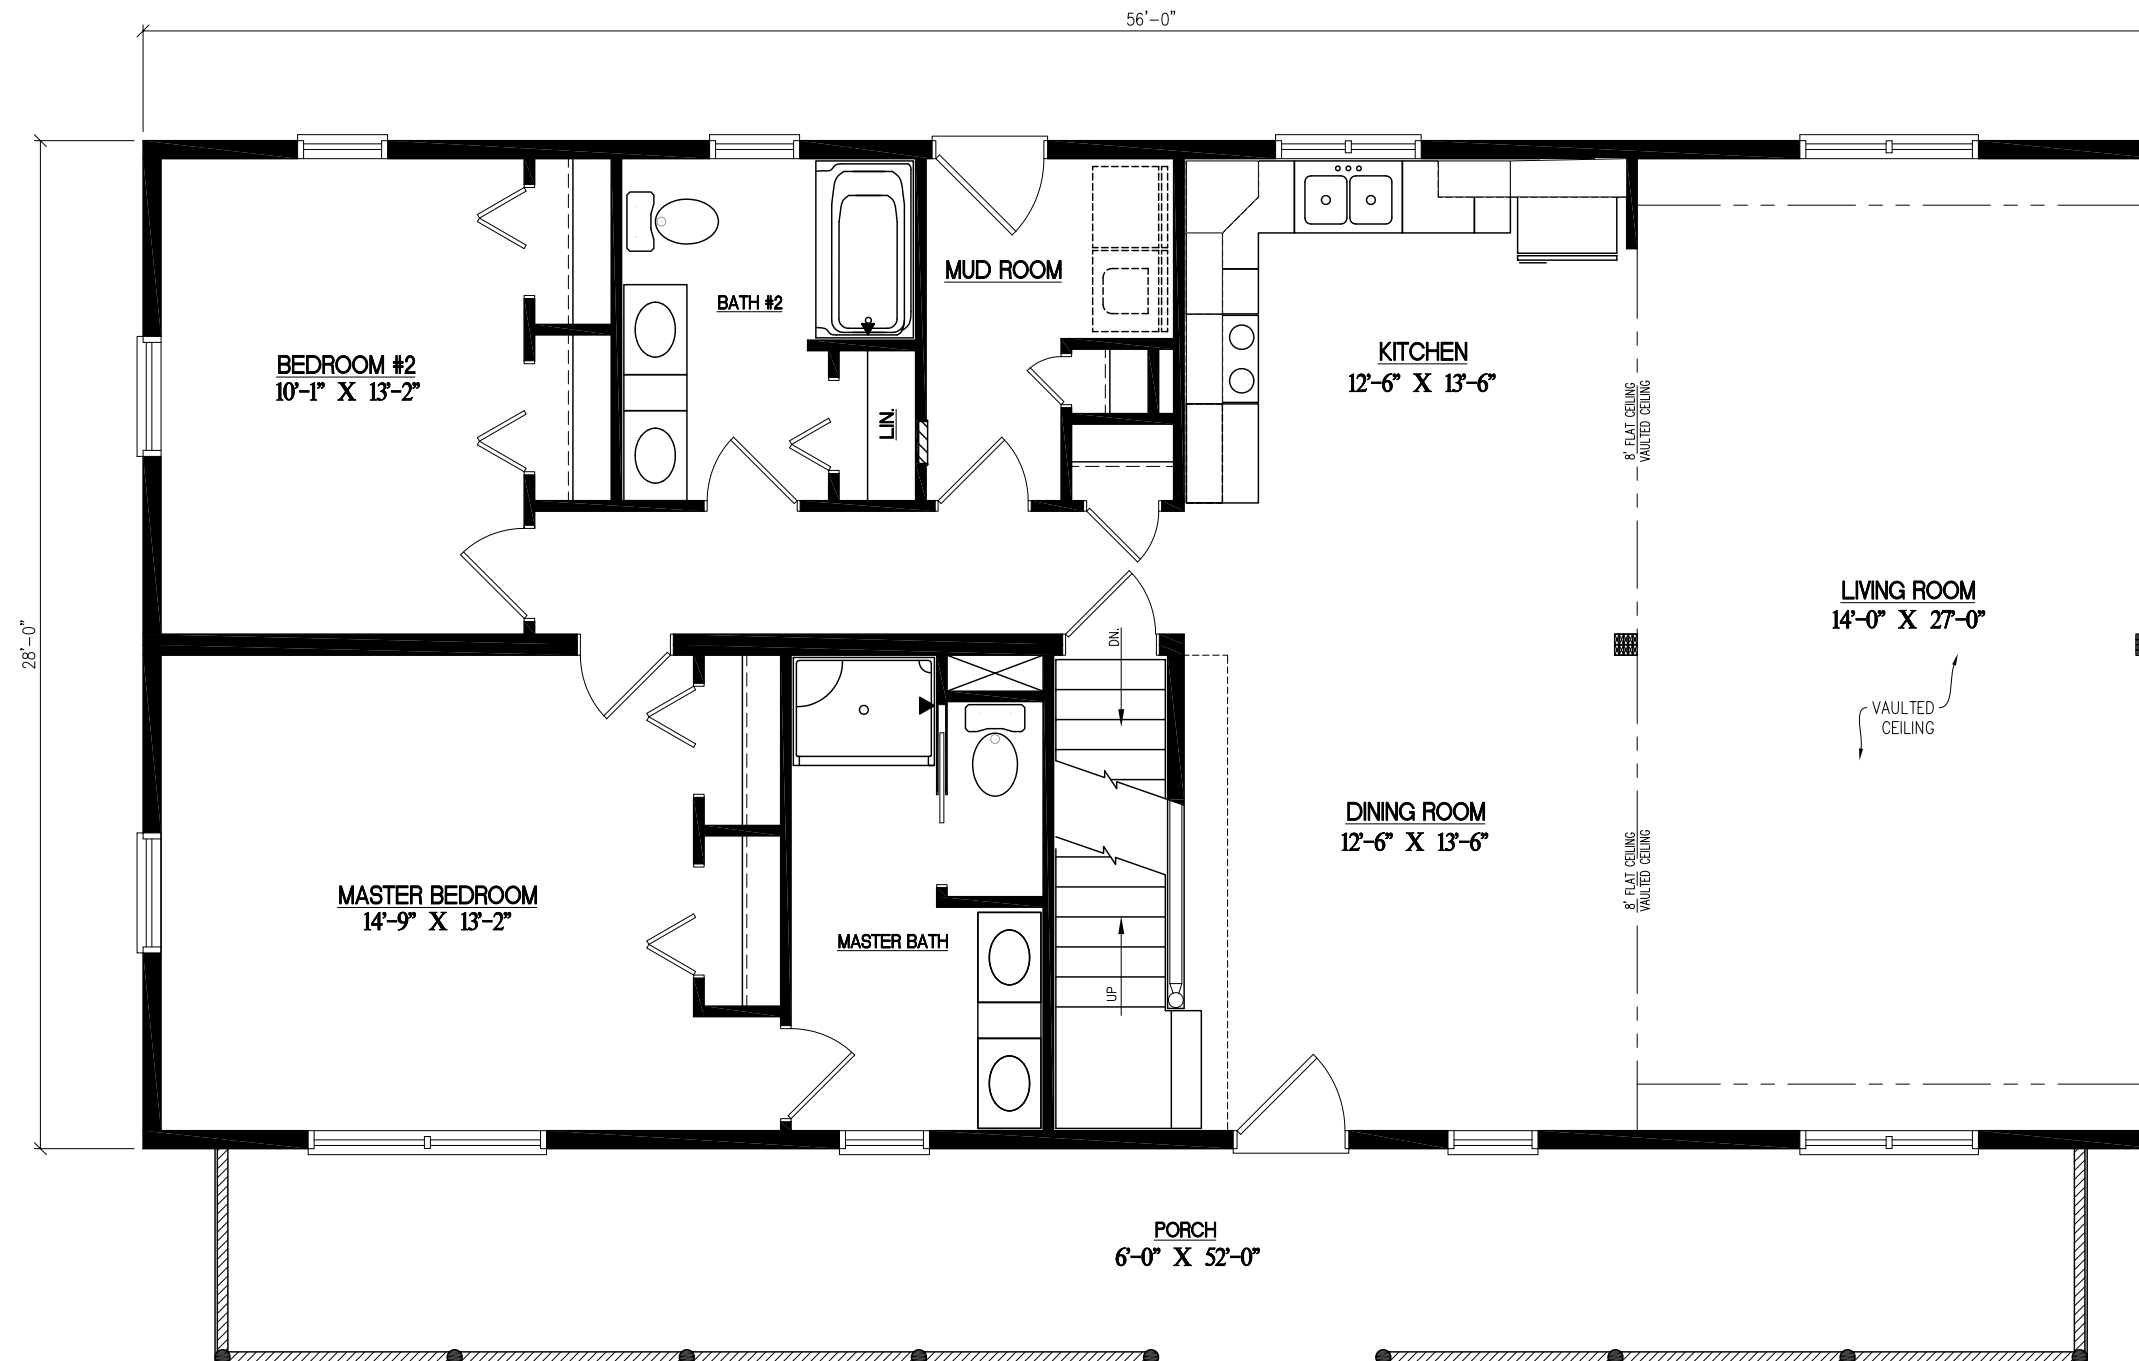 56'-0"
28'-0"
MUD ROOM
BATH #2
BEDROOM #2
10'-1" X 13'-2"
KITCHEN
12'-6" X 13'-6"
LIN.
8' FLAT CEILING
VAULTED CEILING
LIVING ROOM
14'-0" X 27'-0"
DN.
VAULTED
CEILING
DINING ROOM
12'-6" X 13'-6"
8' FLAT CEILING
VAULTED CEILING
MASTER BEDROOM
14'-9" X 13'-2"
MASTER BATH
UP
PORCH
6'-0" X 52'-0"